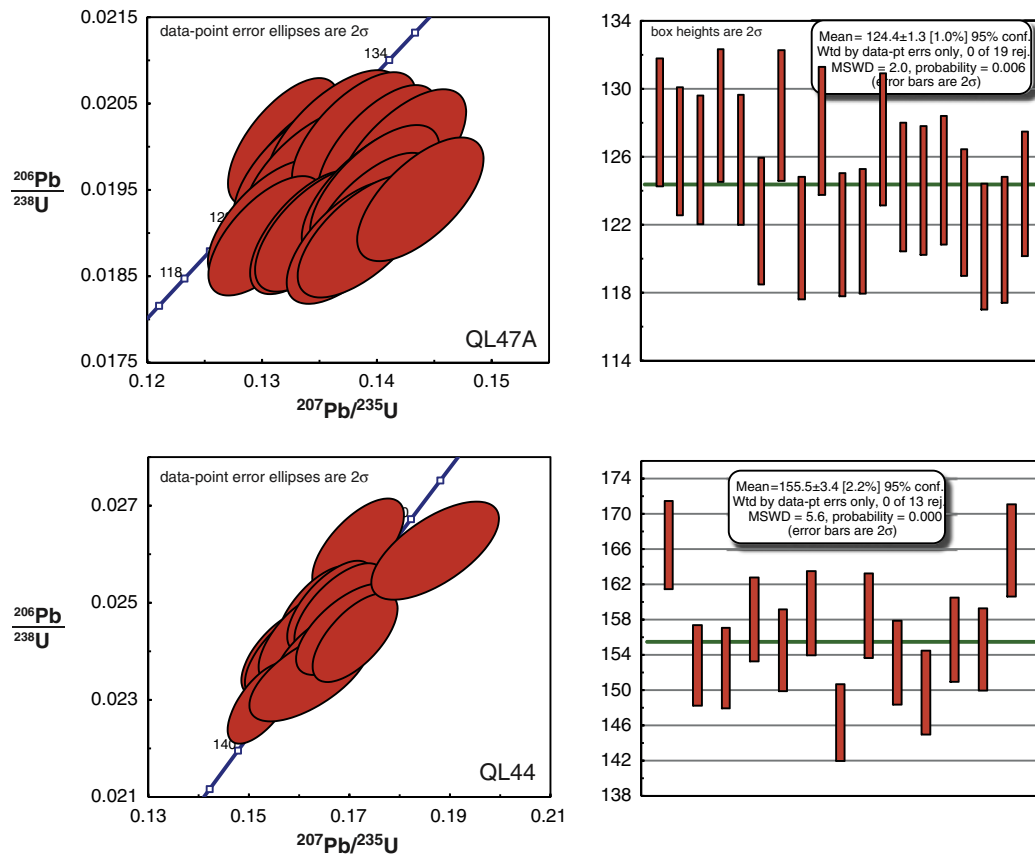 0.0215
0.0205
0.0195
0.0185
0.0175
206Pb
238U
data-point error ellipses are 2σ
134
118
QL47A
0.12
0.13
0.14
0.15
207Pb/235U
134
130
126
122
118
114
box heights are 2σ
Mean = 124.4±1.3 [1.0%] 95% conf.
Wtd by data-pt errs only, 0 of 19 rej.
MSWD = 2.0, probability = 0.006
(error bars are 2σ)
0.027
0.025
0.023
0.021
206Pb
238U
data-point error ellipses are 2σ
140
QL44
0.13
0.15
0.17
0.19
0.21
207Pb/235U
174
170
166
162
158
154
150
146
142
138
Mean=155.5±3.4 [2.2%] 95% conf.
Wtd by data-pt errs only, 0 of 13 rej.
MSWD = 5.6, probability = 0.000
(error bars are 2σ)